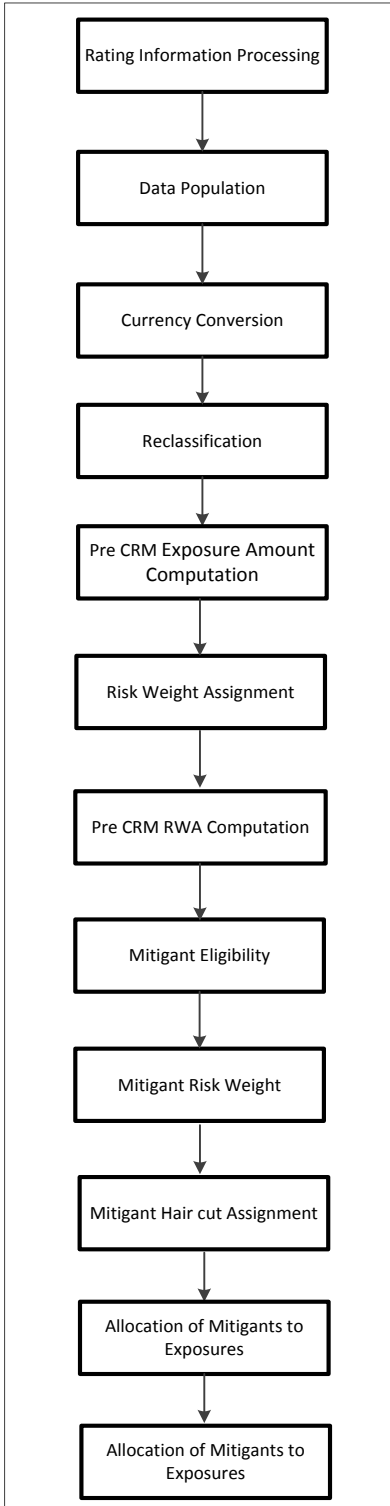 Rating Information Processing
Data Population
Currency Conversion
Reclassification
Pre CRM Exposure Amount
Computation
Risk Weight Assignment
Pre CRM RWA Computation
Mitigant Eligibility
Mitigant Risk Weight
Mitigant Hair cut Assignment
Allocation of Mitigants to
Exposures
Allocation of Mitigants to
Exposures